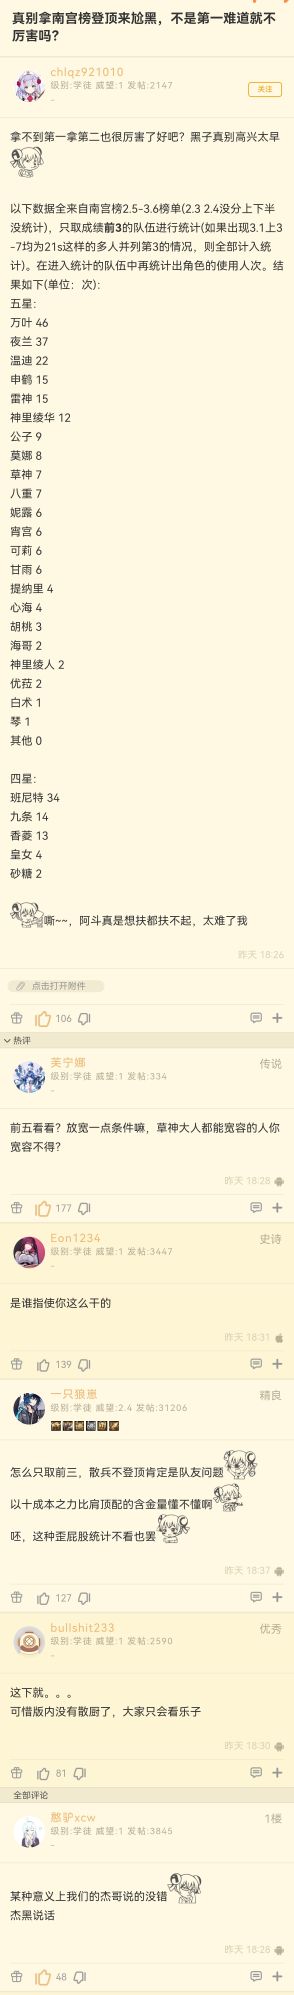 真别拿南宫榜登顶来尬黑，不是第一难道就不
厉害吗？
chlqz921010
级别:学徒 威望:1 发帖:2147
关注
-
拿不到第一拿第二也很厉害了好吧？黑子真别高兴太早
以下数据全来自南宫榜2.5-3.6榜单(2.3 2.4没分上下半
没统计)，只取成绩前3的队伍进行统计(如果出现3.1上3
-7均为21s这样的多人并列第3的情况，则全部计入统
计)。在进入统计的队伍中再统计出角色的使用人次。结
果如下(单位：次)：
五星：
万叶 46
夜兰 37
温迪 22
申鹤 15
雷神 15
神里绫华 12
公子 9
莫娜 8
草神 7
八重 7
妮露 6
宵宫 6
可莉 6
甘雨 6
提纳里 4
心海 4
胡桃 3
海哥 2
神里绫人 2
优菈 2
白术 1
琴 1
其他 0
四星：
班尼特 34
九条 14
香菱 13
皇女 4
砂糖 2
嘶~~，阿斗真是想扶都扶不起，太难了我
昨天 18:26
点击打开附件
106
热评
芙宁娜
传说
级别:学徒 威望:1 发帖:334
-
前五看看？放宽一点条件嘛，草神大人都能宽容的人你
宽容不得？
昨天 18:28
177
Eon1234
史诗
级别:学徒 威望:1 发帖:3447
-
是谁指使你这么干的
昨天 18:31
139
一只狼崽
精良
级别:学徒 威望:2.4 发帖:31206
怎么只取前三，散兵不登顶肯定是队友问题
以十成本之力比肩顶配的含金量懂不懂啊
呸，这种歪屁股统计不看也罢
昨天 18:37
127
bullshit233
优秀
级别:学徒 威望:1 发帖:2590
-
这下就。。。
可惜版内没有散厨了，大家只会看乐子
昨天 18:30
81
全部评论
憨驴xcw
1楼
级别:学徒 威望:1 发帖:3845
-
某种意义上我们的杰哥说的没错
杰黑说话
昨天 18:26
48